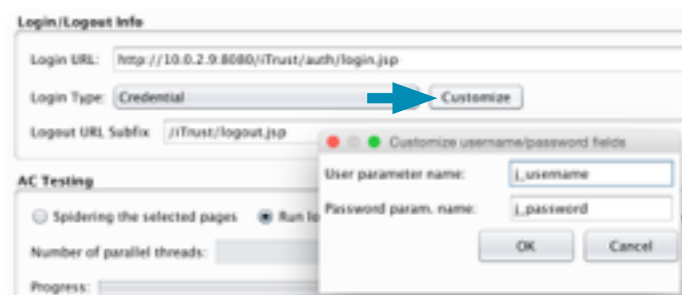 Login/Logout Info
Login URL: http://10.0.2.9:8080/iTrust/auth/login.jsp
Login Type: Credential Customize
Logout URL Subfix /iTrust/logout.jsp
Customize username/password fields
User parameter name: j_username
Password param. name: j_password
OK Cancel
AC Testing
Spidering the selected pages Run lo
Number of parallel threads:
Progress: